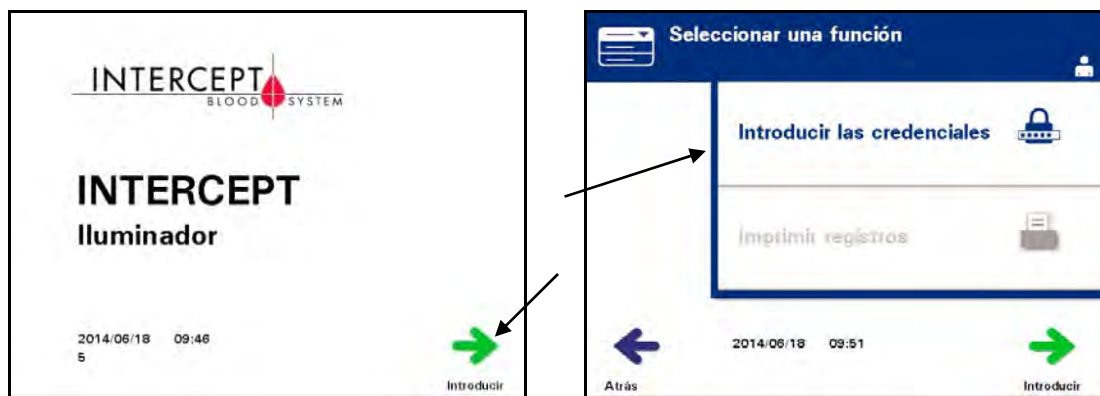 INTERCEPT
BLOOD SYSTEM
INTERCEPT
Iluminador
2014/06/18 09:46
5
Introducir
Seleccionar una función
Introducir las credenciales
Imprimir registros
2014/06/18 09:51
Atrás
Introducir